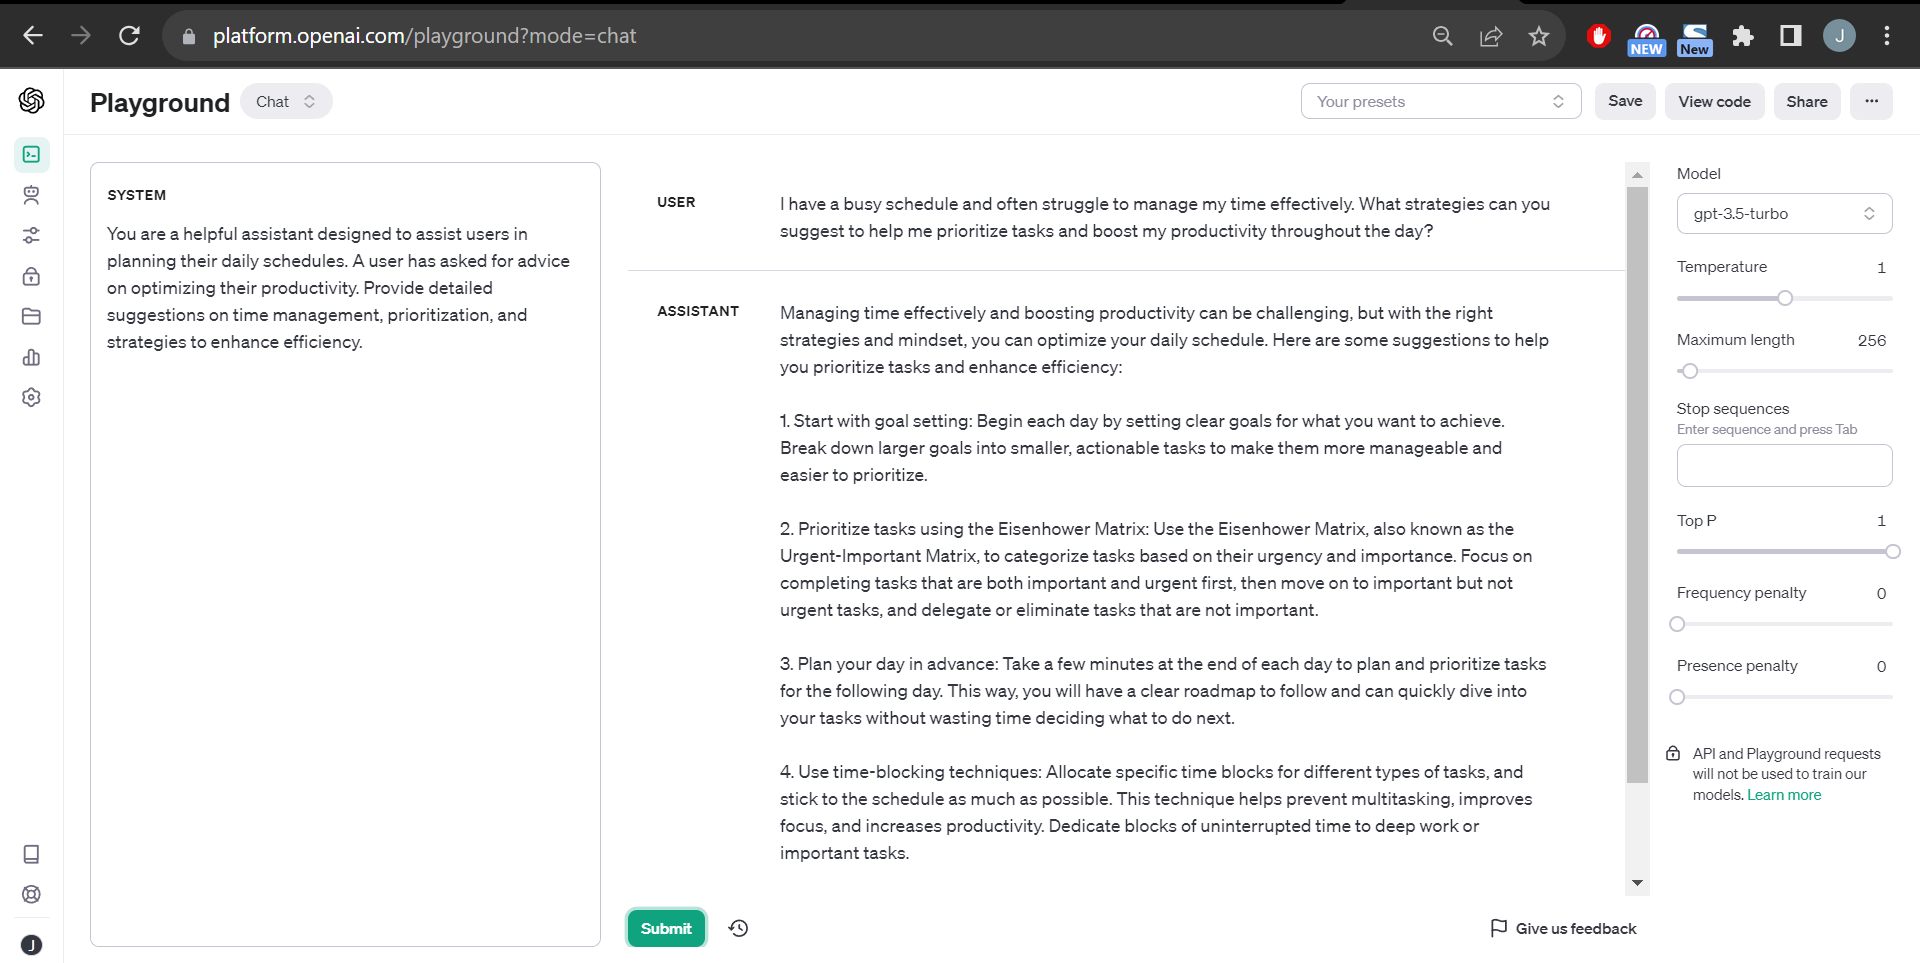 platform.openai.com/playground?mode=chat
NEW
New
J
Playground
Chat
Your presets
Save
View code
Share
...
SYSTEM
You are a helpful assistant designed to assist users in
planning their daily schedules. A user has asked for advice
on optimizing their productivity. Provide detailed
suggestions on time management, prioritization, and
strategies to enhance efficiency.
USER
I have a busy schedule and often struggle to manage my time effectively. What strategies can you
suggest to help me prioritize tasks and boost my productivity throughout the day?
ASSISTANT
Managing time effectively and boosting productivity can be challenging, but with the right
strategies and mindset, you can optimize your daily schedule. Here are some suggestions to help
you prioritize tasks and enhance efficiency:
1. Start with goal setting: Begin each day by setting clear goals for what you want to achieve.
Break down larger goals into smaller, actionable tasks to make them more manageable and
easier to prioritize.
2. Prioritize tasks using the Eisenhower Matrix: Use the Eisenhower Matrix, also known as the
Urgent-Important Matrix, to categorize tasks based on their urgency and importance. Focus on
completing tasks that are both important and urgent first, then move on to important but not
urgent tasks, and delegate or eliminate tasks that are not important.
3. Plan your day in advance: Take a few minutes at the end of each day to plan and prioritize tasks
for the following day. This way, you will have a clear roadmap to follow and can quickly dive into
your tasks without wasting time deciding what to do next.
4. Use time-blocking techniques: Allocate specific time blocks for different types of tasks, and
stick to the schedule as much as possible. This technique helps prevent multitasking, improves
focus, and increases productivity. Dedicate blocks of uninterrupted time to deep work or
important tasks.
Submit
Give us feedback
Model
gpt-3.5-turbo
Temperature 1
Maximum length 256
Stop sequences
Enter sequence and press Tab
Top P 1
Frequency penalty 0
Presence penalty 0
API and Playground requests
will not be used to train our
models. Learn more
J